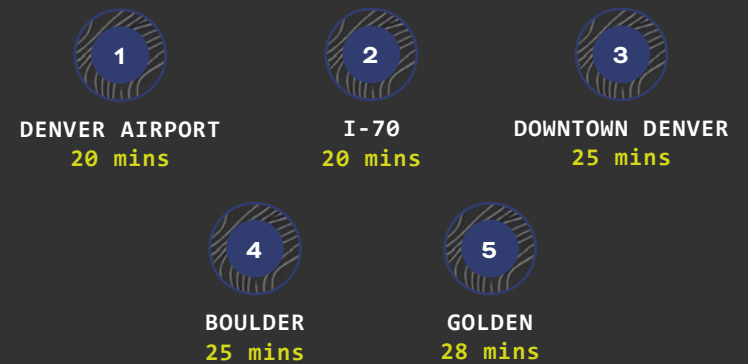 1
DENVER AIRPORT
20 mins
2
I-70
20 mins
3
DOWNTOWN DENVER
25 mins
4
BOULDER
25 mins
5
GOLDEN
28 mins